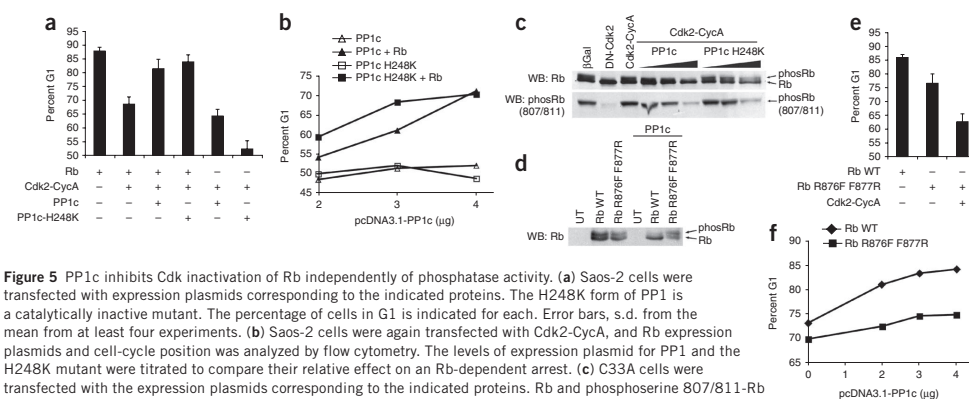 a
95
90
85
80
75
70
65
60
55
50
Percent G1
Rb + + + + – –
Cdk2-CycA – + + + + +
PP1c – – + – + –
PP1c-H248K – – – + – +
b
PP1c
PP1c + Rb
PP1c H248K
PP1c H248K + Rb
75
70
65
60
55
50
45
Percent G1
2 3 4
pcDNA3.1-PP1c (μg)
c
βGal
DN-Cdk2
Cdk2-CycA
Cdk2-CycA
PP1c PP1c H248K
WB: Rb
phosRb
Rb
WB: phosRb
(807/811)
phosRb
(807/811)
d
PP1c
UT
Rb WT
Rb R876F F877R
UT
Rb WT
Rb R876F F877R
WB: Rb
phosRb
Rb
e
95
90
85
80
75
70
65
60
55
50
Percent G1
Rb WT + – –
Rb R876F F877R – + +
Cdk2-CycA – – +
f
Rb WT
Rb R876F F877R
90
85
80
75
70
65
Percent G1
0 1 2 3 4
pcDNA3.1-PP1c (μg)
Figure 5 PP1c inhibits Cdk inactivation of Rb independently of phosphatase activity. (a) Saos-2 cells were
transfected with expression plasmids corresponding to the indicated proteins. The H248K form of PP1 is
a catalytically inactive mutant. The percentage of cells in G1 is indicated for each. Error bars, s.d. from the
mean from at least four experiments. (b) Saos-2 cells were again transfected with Cdk2-CycA, and Rb expression
plasmids and cell-cycle position was analyzed by flow cytometry. The levels of expression plasmid for PP1 and the
H248K mutant were titrated to compare their relative effect on an Rb-dependent arrest. (c) C33A cells were
transfected with the expression plasmids corresponding to the indicated proteins. Rb and phosphoserine 807/811-Rb